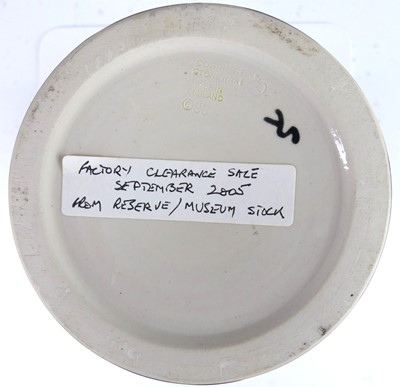 FACTORY CLEARANCE SALE
SEPTEMBER 2005
FROM RESERVE/MUSEUM STOCK